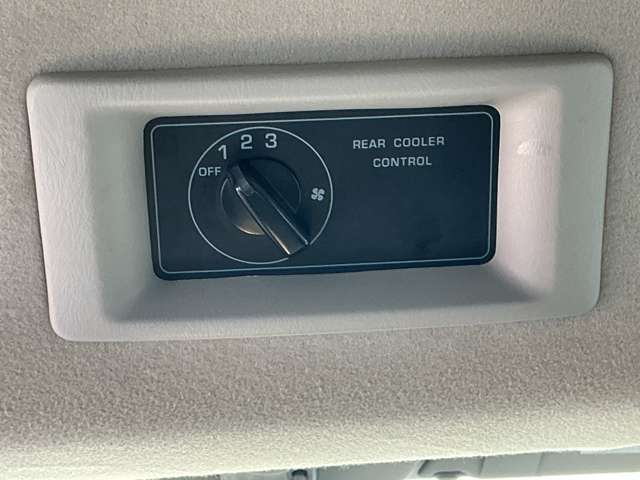 OFF 1 2 3
REAR COOLER
CONTROL